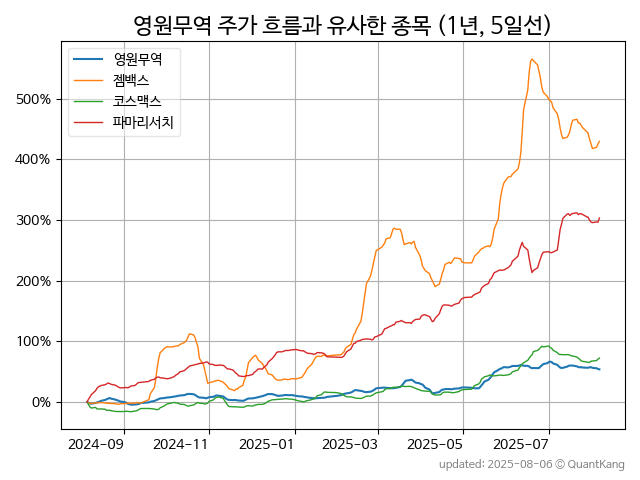 영원무역 주가 흐름과 유사한 종목 (1년, 5일선)
영원무역
젬백스
코스맥스
파마리서치
500%
400%
300%
200%
100%
0%
2024-09 2024-11 2025-01 2025-03 2025-05 2025-07
updated: 2025-08-06 © QuantKang